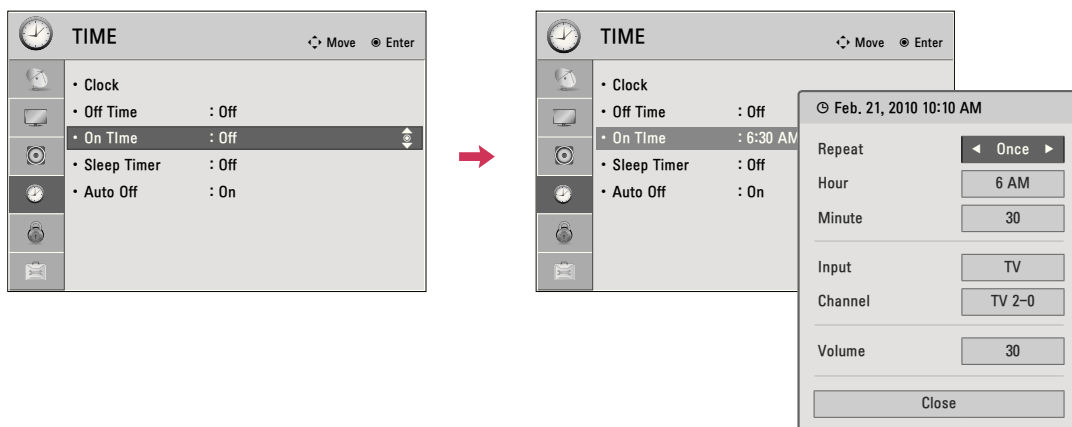 TIME
Move Enter
• Clock
• Off Time : Off
• On TIme : Off
• Sleep Timer : Off
• Auto Off : On
TIME
Move Enter
• Clock
• Off Time : Off
• On TIme : 6:30 AM
• Sleep Timer : Off
• Auto Off : On
Feb. 21, 2010 10:10 AM
Repeat ◄ Once ►
Hour 6 AM
Minute 30
Input TV
Channel TV 2-0
Volume 30
Close